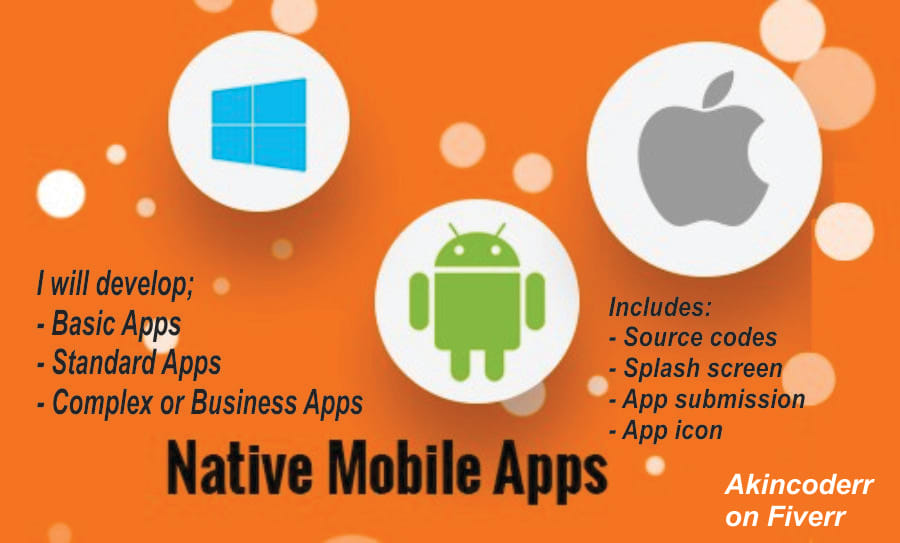 I will develop;
- Basic Apps
- Standard Apps
- Complex or Business Apps
Includes:
- Source codes
- Splash screen
- App submission
- App icon
Native Mobile Apps
Akincoderr
on Fiverr